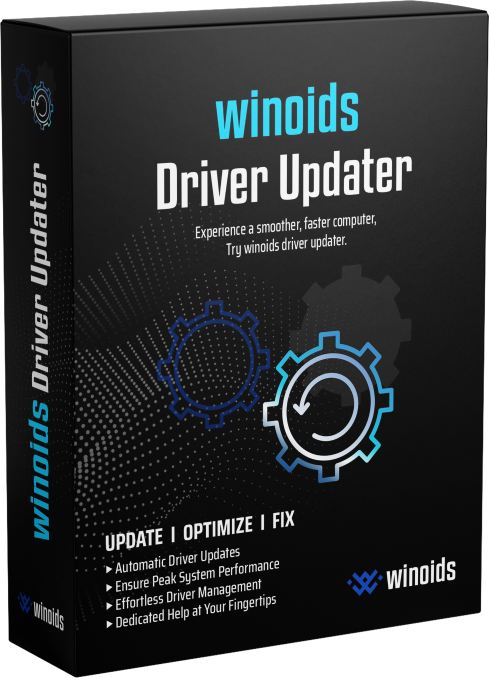 winoids
Driver Updater
Experience a smoother, faster computer,
Try winoids driver updater.
UPDATE | OPTIMIZE | FIX
Automatic Driver Updates
Ensure Peak System Performance
Effortless Driver Management
Dedicated Help at Your Fingertips
winoids
winoids Driver Updater
winoids